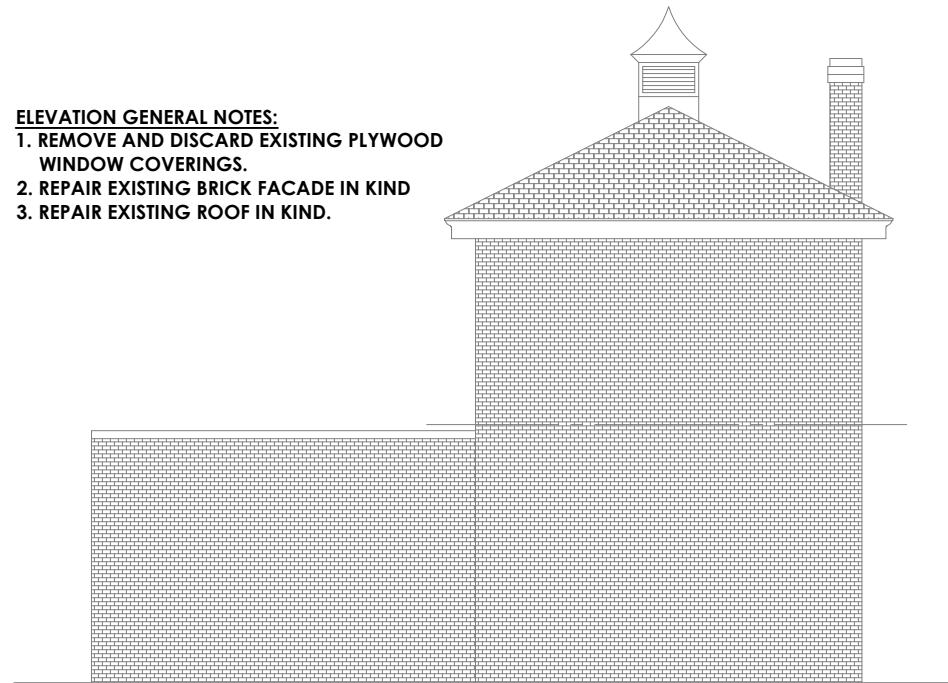 ELEVATION GENERAL NOTES:
1. REMOVE AND DISCARD EXISTING PLYWOOD
WINDOW COVERINGS.
2. REPAIR EXISTING BRICK FACADE IN KIND
3. REPAIR EXISTING ROOF IN KIND.